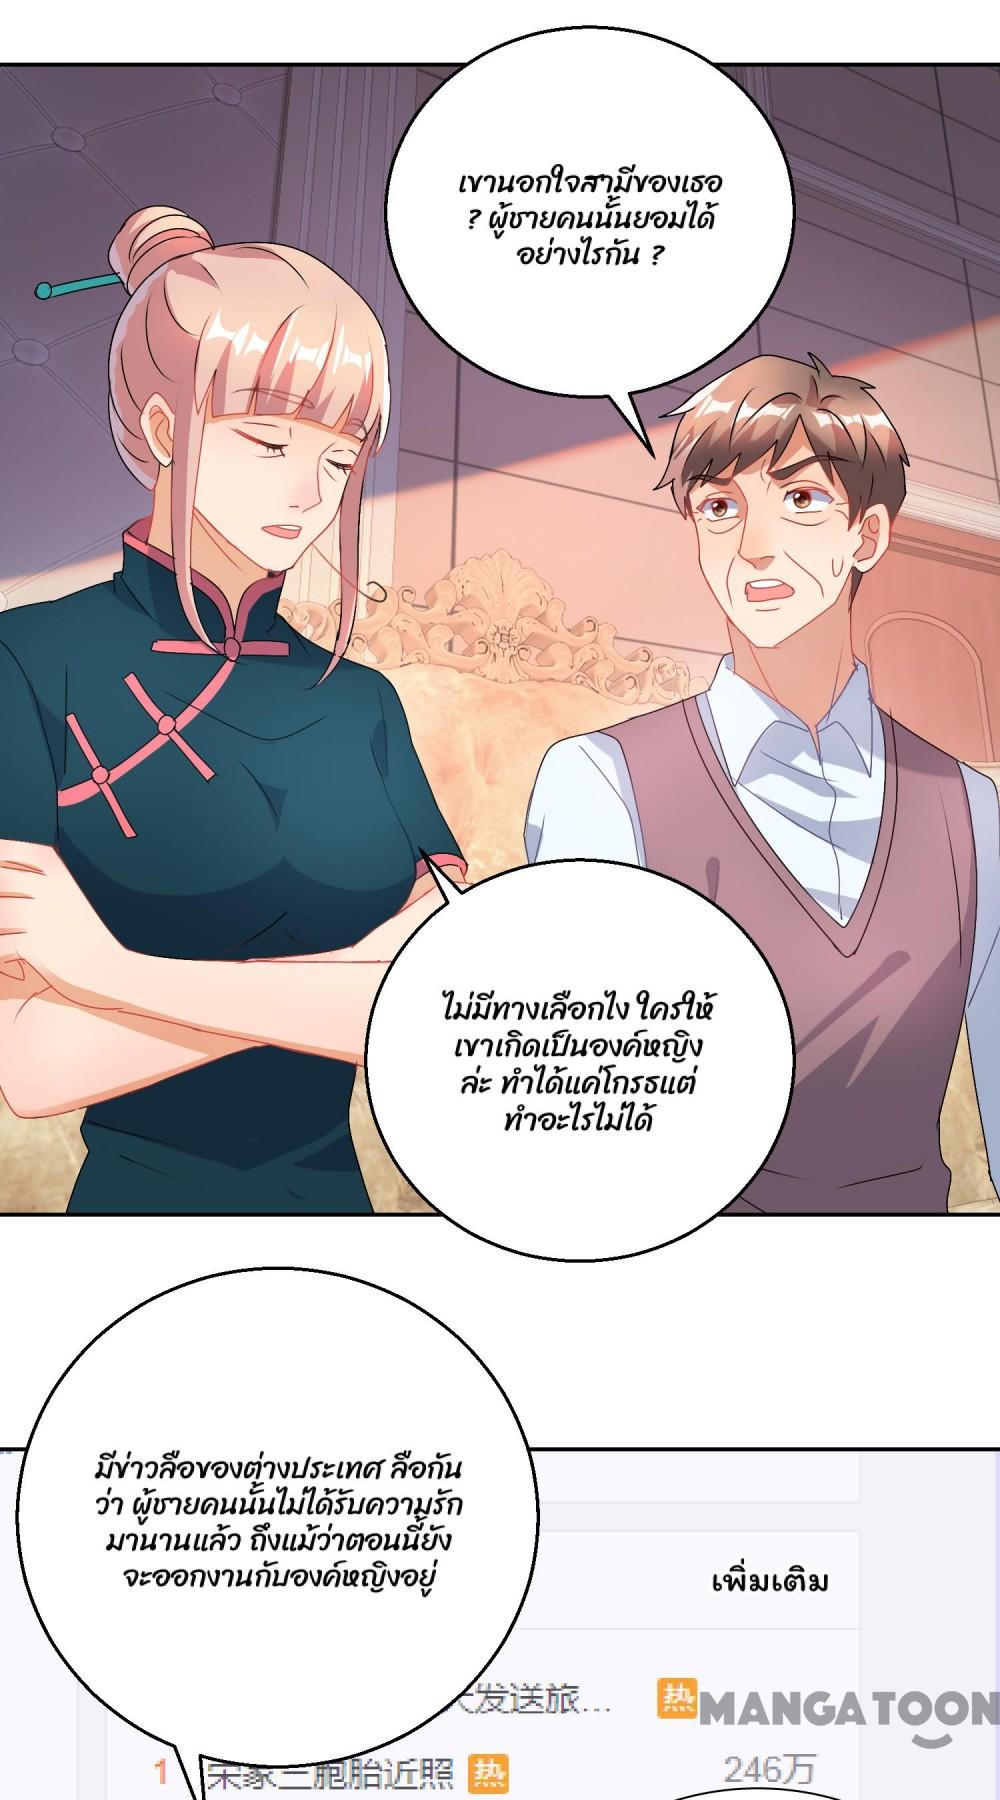 เขานอกใจสามีของเธอ
? ผู้ชายคนนั้นยอมได้
อย่างไรกัน ?
ไม่มีทางเลือกไง ใครให้
เขาเกิดเป็นองค์หญิง
ล่ะ ทำได้แค่โกรธแต่
ทำอะไรไม่ได้
มีข่าวลือของต่างประเทศ ลือกัน
ว่า ผู้ชายคนนั้นไม่ได้รับความรัก
มานานแล้ว ถึงแม้ว่าตอนนี้ยัง
จะออกงานกับองค์หญิงอยู่
เพิ่มเติม
发送旅... 热
MANGATOON
1 宋家三胞胎近照 热 246万